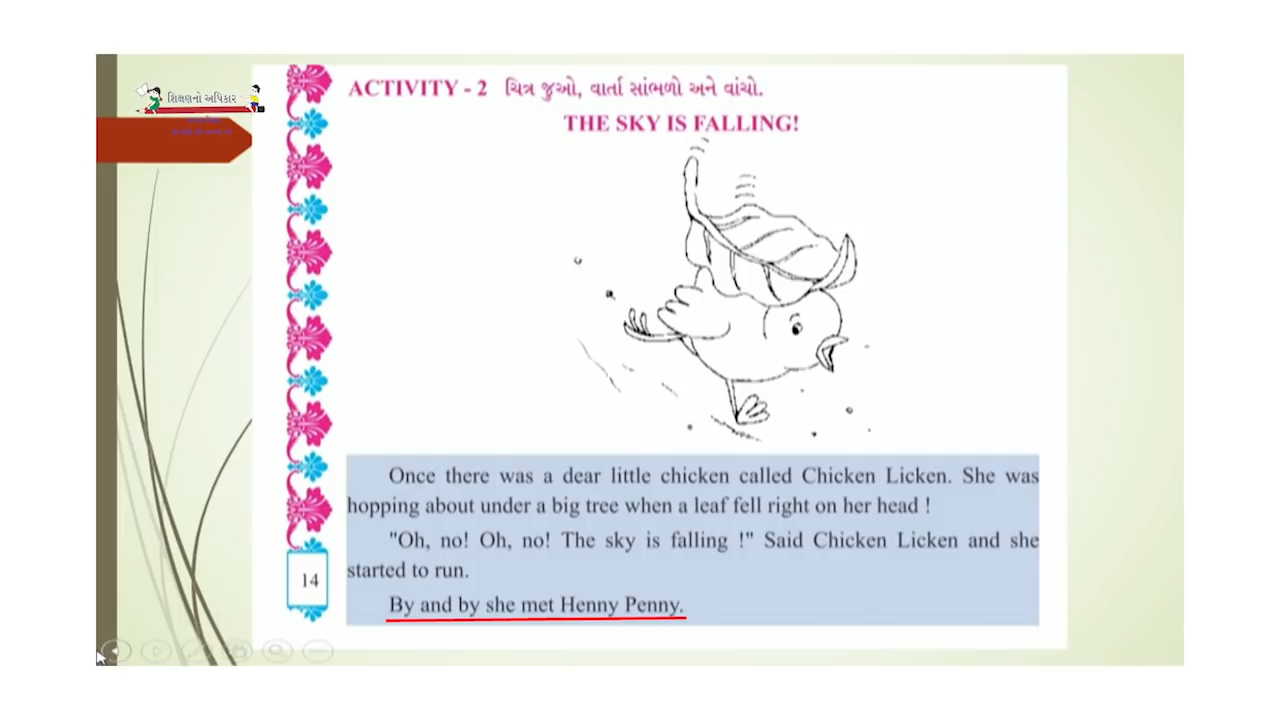 શિક્ષણનો અધિકાર
ACTIVITY - 2 ચિત્ર જુઓ, વાર્તા સાંભળો અને વાંચો.
THE SKY IS FALLING!
Once there was a dear little chicken called Chicken Licken. She was
hopping about under a big tree when a leaf fell right on her head !
"Oh, no! Oh, no! The sky is falling !" Said Chicken Licken and she
started to run.
By and by she met Henny Penny.
14